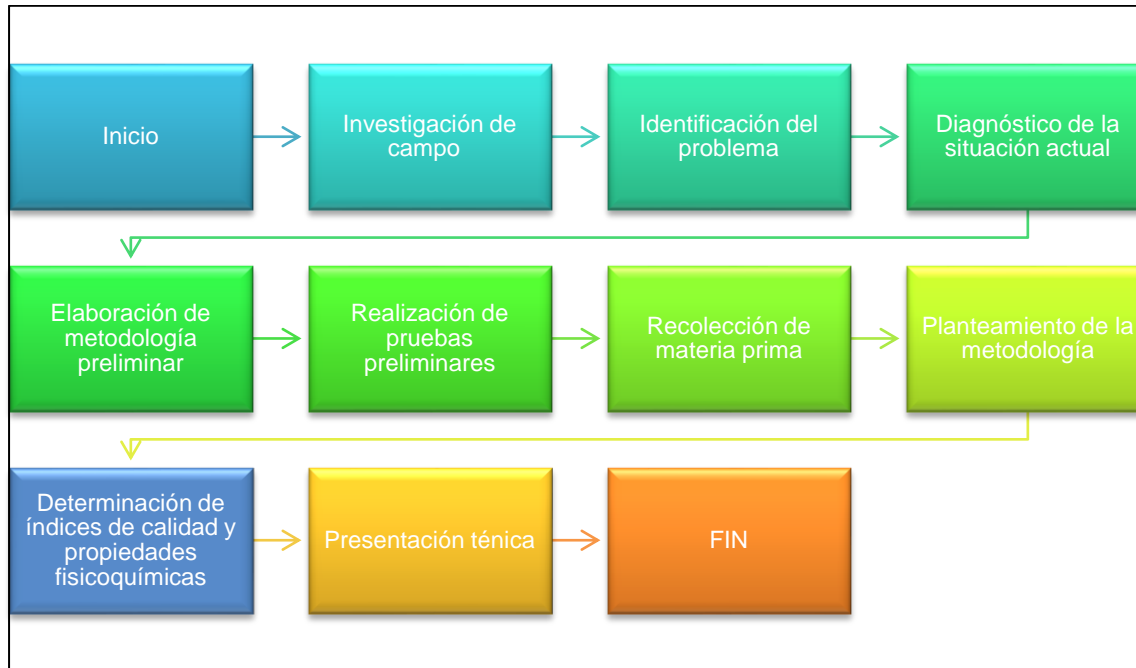 Inicio
Investigación de
campo
Identificación del
problema
Diagnóstico de la
situación actual
Elaboración de
metodología
preliminar
Realización de
pruebas
preliminares
Recolección de
materia prima
Planteamiento de la
metodología
Determinación de
índices de calidad y
propiedades
fisicoquímicas
Presentación ténica
FIN